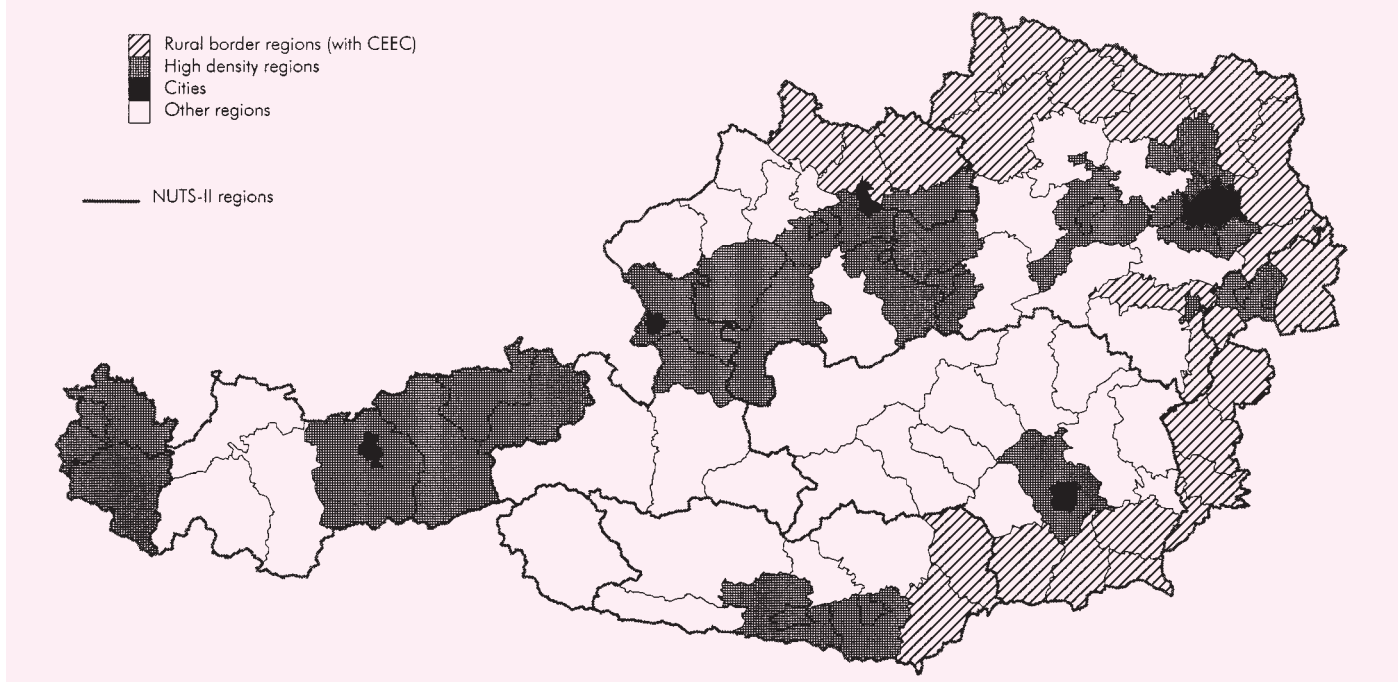 Rural border regions (with CEEC)
High density regions
Cities
Other regions
NUTS-II regions